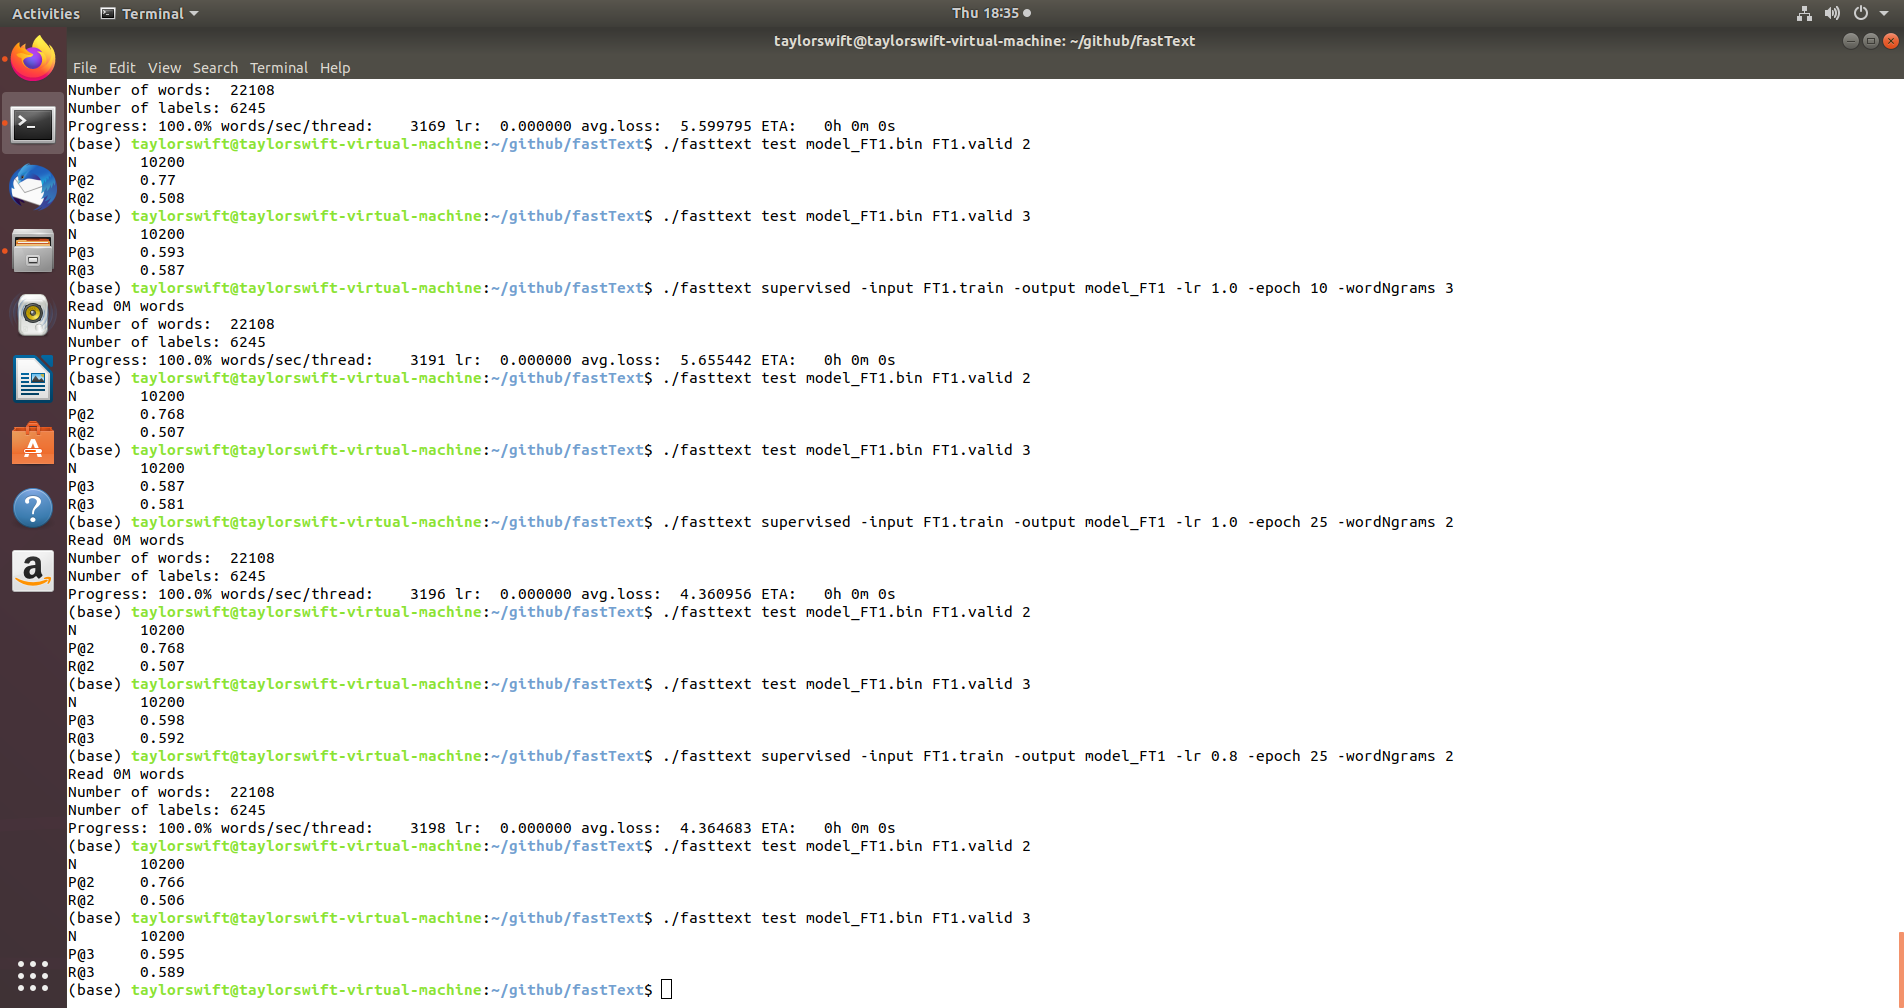 Activities Terminal Thu 18:35
taylorswift@taylorswift-virtual-machine: ~/github/fastText
File Edit View Search Terminal Help
Number of words:  22108
Number of labels: 6245
Progress: 100.0% words/sec/thread:    3169 lr:  0.000000 avg.loss:  5.599795 ETA:   0h 0m 0s
(base) taylorswift@taylorswift-virtual-machine:~/github/fastText$ ./fasttext test model_FT1.bin FT1.valid 2
N       10200
P@2     0.77
R@2     0.508
(base) taylorswift@taylorswift-virtual-machine:~/github/fastText$ ./fasttext test model_FT1.bin FT1.valid 3
N       10200
P@3     0.593
R@3     0.587
(base) taylorswift@taylorswift-virtual-machine:~/github/fastText$ ./fasttext supervised -input FT1.train -output model_FT1 -lr 1.0 -epoch 10 -wordNgrams 3
Read 0M words
Number of words:  22108
Number of labels: 6245
Progress: 100.0% words/sec/thread:    3191 lr:  0.000000 avg.loss:  5.655442 ETA:   0h 0m 0s
(base) taylorswift@taylorswift-virtual-machine:~/github/fastText$ ./fasttext test model_FT1.bin FT1.valid 2
N       10200
P@2     0.768
R@2     0.507
(base) taylorswift@taylorswift-virtual-machine:~/github/fastText$ ./fasttext test model_FT1.bin FT1.valid 3
N       10200
P@3     0.587
R@3     0.581
(base) taylorswift@taylorswift-virtual-machine:~/github/fastText$ ./fasttext supervised -input FT1.train -output model_FT1 -lr 1.0 -epoch 25 -wordNgrams 2
Read 0M words
Number of words:  22108
Number of labels: 6245
Progress: 100.0% words/sec/thread:    3196 lr:  0.000000 avg.loss:  4.360956 ETA:   0h 0m 0s
(base) taylorswift@taylorswift-virtual-machine:~/github/fastText$ ./fasttext test model_FT1.bin FT1.valid 2
N       10200
P@2     0.768
R@2     0.507
(base) taylorswift@taylorswift-virtual-machine:~/github/fastText$ ./fasttext test model_FT1.bin FT1.valid 3
N       10200
P@3     0.598
R@3     0.592
(base) taylorswift@taylorswift-virtual-machine:~/github/fastText$ ./fasttext supervised -input FT1.train -output model_FT1 -lr 0.8 -epoch 25 -wordNgrams 2
Read 0M words
Number of words:  22108
Number of labels: 6245
Progress: 100.0% words/sec/thread:    3198 lr:  0.000000 avg.loss:  4.364683 ETA:   0h 0m 0s
(base) taylorswift@taylorswift-virtual-machine:~/github/fastText$ ./fasttext test model_FT1.bin FT1.valid 2
N       10200
P@2     0.766
R@2     0.506
(base) taylorswift@taylorswift-virtual-machine:~/github/fastText$ ./fasttext test model_FT1.bin FT1.valid 3
N       10200
P@3     0.595
R@3     0.589
(base) taylorswift@taylorswift-virtual-machine:~/github/fastText$